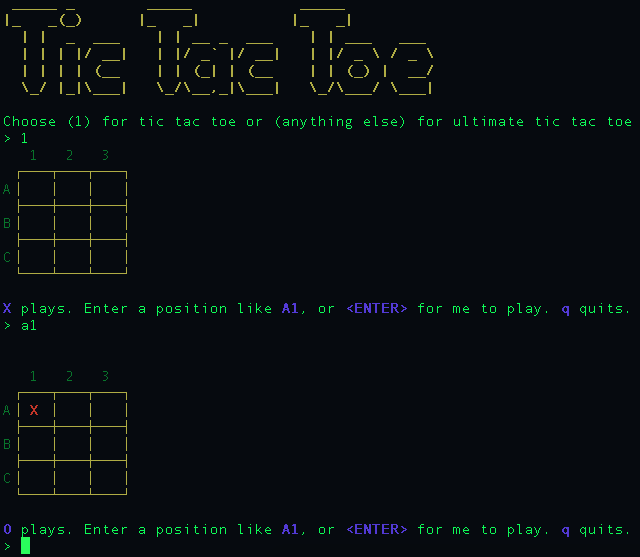 Tic Tac Toe
Choose (1) for tic tac toe or (anything else) for ultimate tic tac toe
> 1
1 2 3
A
B
C
X plays. Enter a position like A1, or <ENTER> for me to play. q quits.
> a1
1 2 3
A X
B
C
O plays. Enter a position like A1, or <ENTER> for me to play. q quits.
>